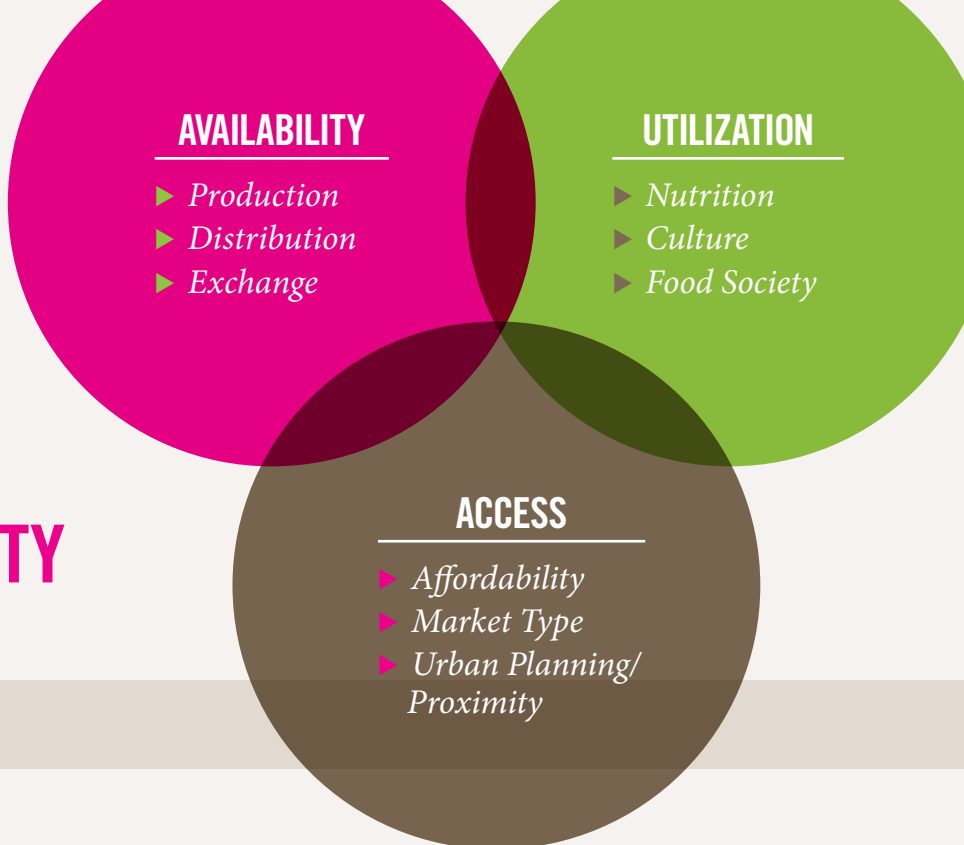 AVAILABILITY
Production
Distribution
Exchange
UTILIZATION
Nutrition
Culture
Food Society
TY
ACCESS
Affordability
Market Type
Urban Planning/
Proximity